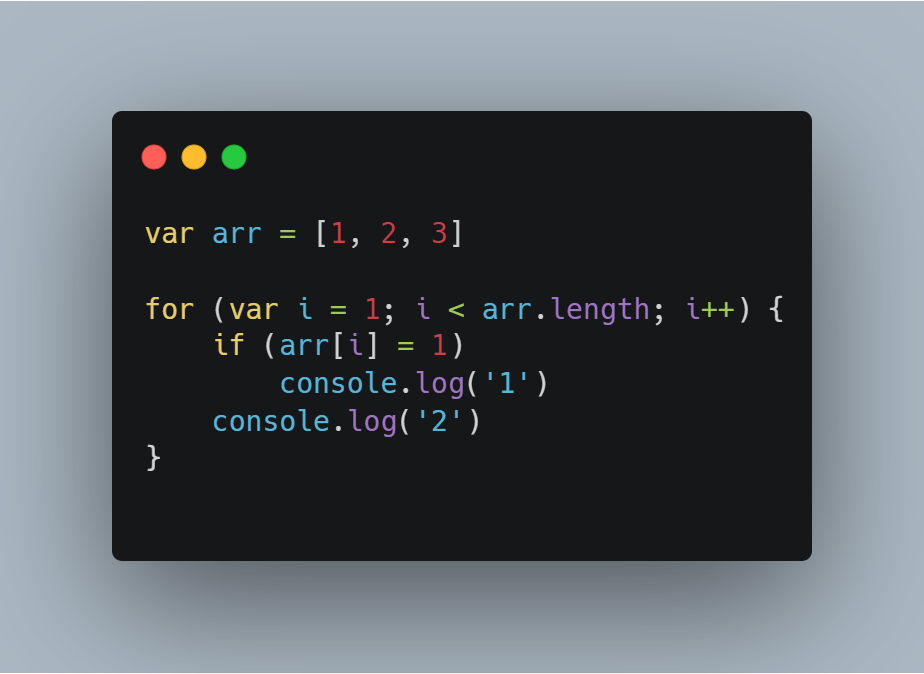 var arr = [1, 2, 3]
for (var i = 1; i < arr.length; i++) {
    if (arr[i] = 1)
        console.log('1')
    console.log('2')
}